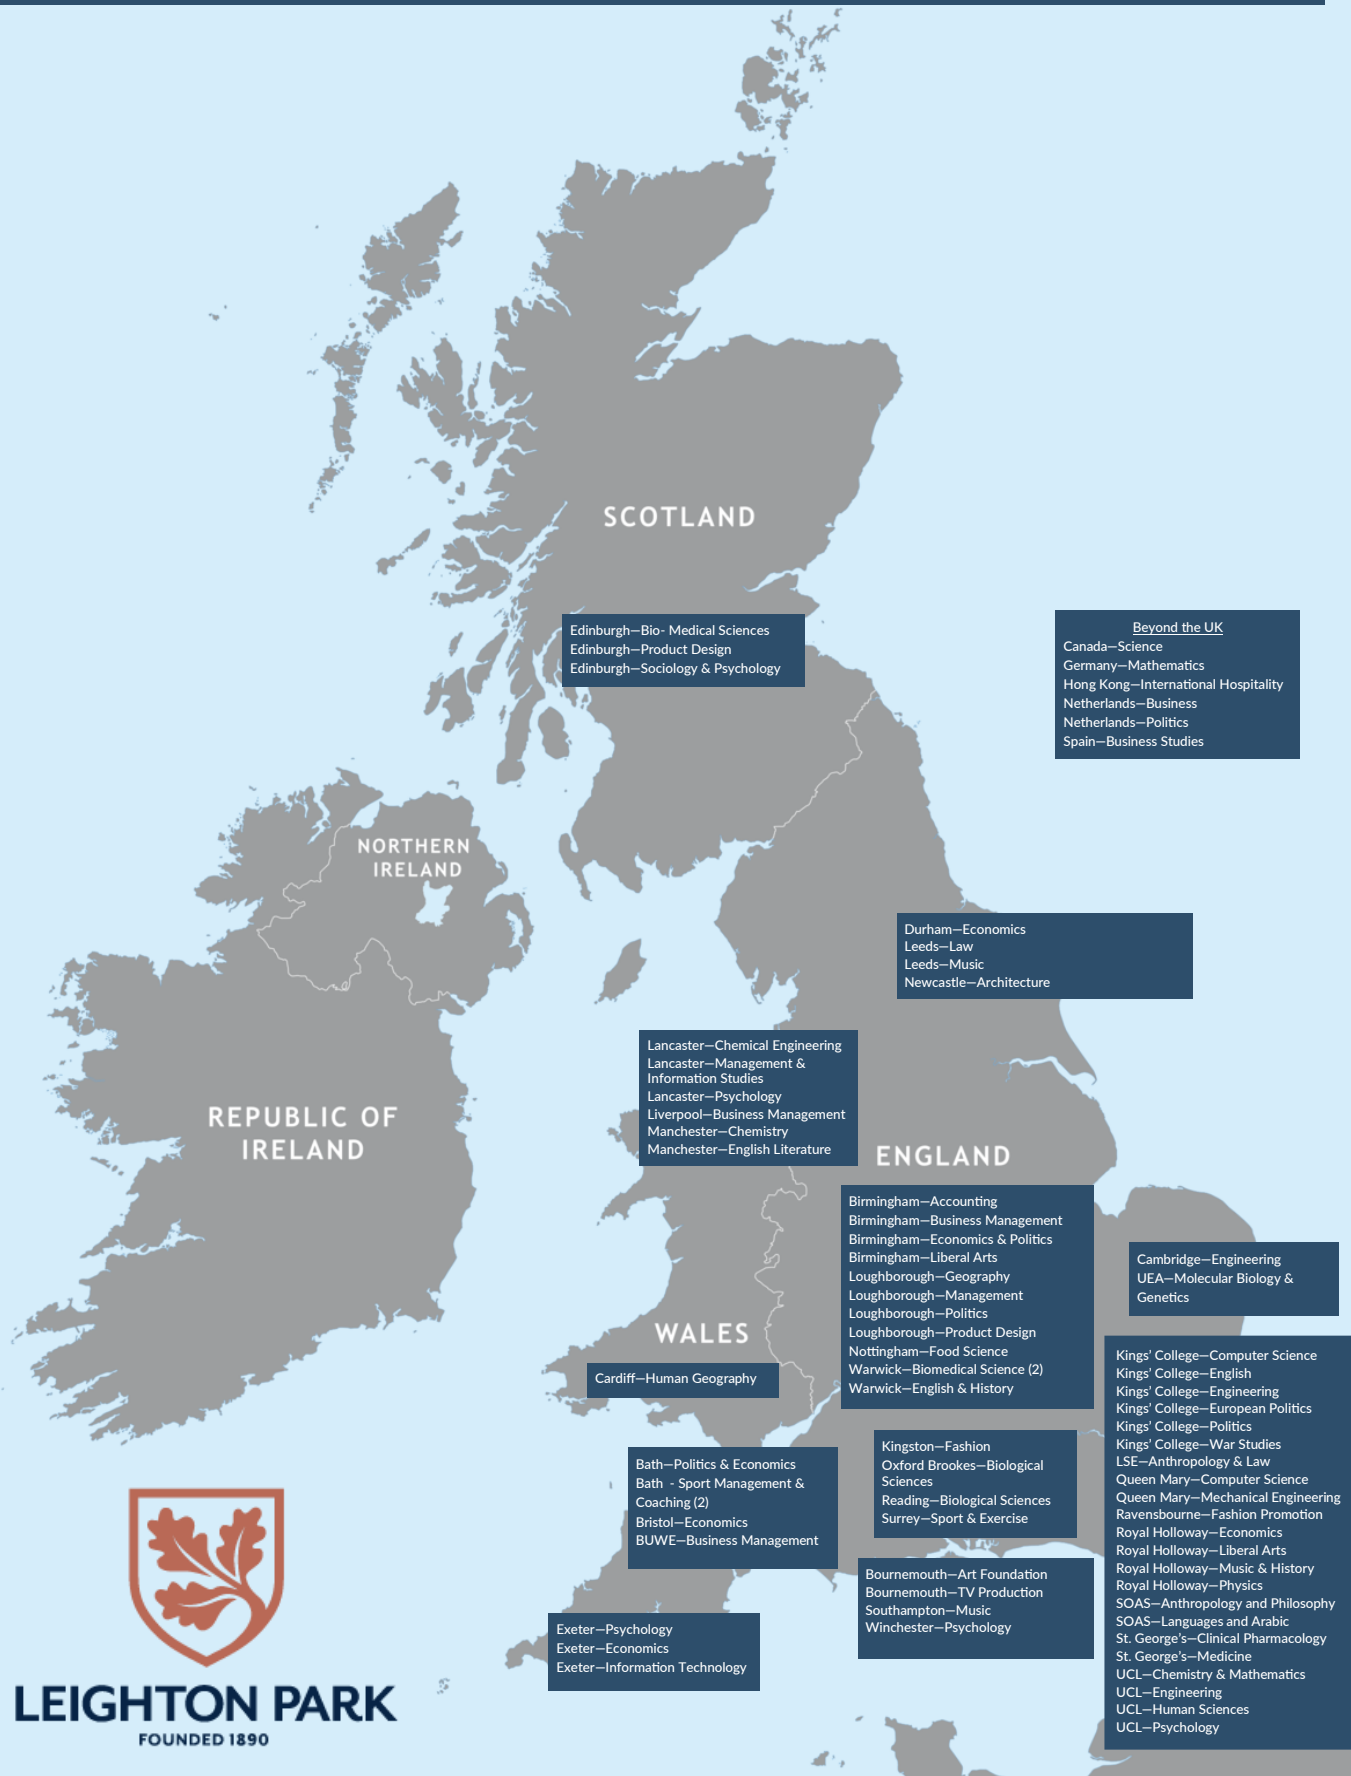 SCOTLAND
Edinburgh—Bio- Medical Sciences
Edinburgh—Product Design
Edinburgh—Sociology & Psychology
Beyond the UK
Canada—Science
Germany—Mathematics
Hong Kong—International Hospitality
Netherlands—Business
Netherlands—Politics
Spain—Business Studies
NORTHERN
IRELAND
Durham—Economics
Leeds—Law
Leeds—Music
Newcastle—Architecture
Lancaster—Chemical Engineering
Lancaster—Management &
Information Studies
Lancaster—Psychology
Liverpool—Business Management
Manchester—Chemistry
Manchester—English Literature
REPUBLIC OF
IRELAND
ENGLAND
Birmingham—Accounting
Birmingham—Business Management
Birmingham—Economics & Politics
Birmingham—Liberal Arts
Loughborough—Geography
Loughborough—Management
Loughborough—Politics
Loughborough—Product Design
Nottingham—Food Science
Warwick—Biomedical Science (2)
Warwick—English & History
Cambridge—Engineering
UEA—Molecular Biology &
Genetics
WALES
Cardiff—Human Geography
Kings' College—Computer Science
Kings' College—English
Kings' College—Engineering
Kings' College—European Politics
Kings' College—Politics
Kings' College—War Studies
LSE—Anthropology & Law
Queen Mary—Computer Science
Queen Mary—Mechanical Engineering
Ravensbourne—Fashion Promotion
Royal Holloway—Economics
Royal Holloway—Liberal Arts
Royal Holloway—Music & History
Royal Holloway—Physics
SOAS—Anthropology and Philosophy
SOAS—Languages and Arabic
St. George's—Clinical Pharmacology
St. George's—Medicine
UCL—Chemistry & Mathematics
UCL—Engineering
UCL—Human Sciences
UCL—Psychology
Kingston—Fashion
Oxford Brookes—Biological
Sciences
Reading—Biological Sciences
Surrey—Sport & Exercise
Bath—Politics & Economics
Bath - Sport Management &
Coaching (2)
Bristol—Economics
BUWE—Business Management
Bournemouth—Art Foundation
Bournemouth—TV Production
Southampton—Music
Winchester—Psychology
Exeter—Psychology
Exeter—Economics
Exeter—Information Technology
LEIGHTON PARK
FOUNDED 1890